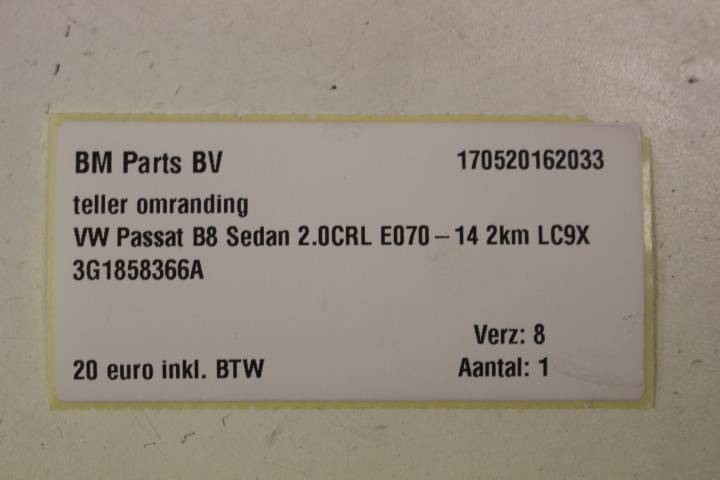 BM Parts BV 170520162033
teller omranding
VW Passat B8 Sedan 2.0CRL E070-14 2km LC9X
3G1858366A
Verz: 8
20 euro inkl. BTW Aantal: 1